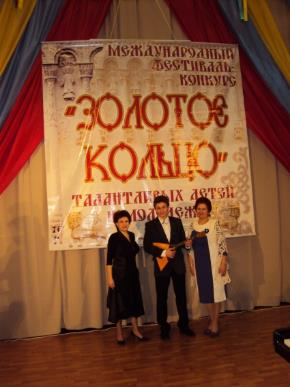 МЕЖДУНАРОДНЫЙ
ФЕСТИВАЛЬ-
КОНКУРС
"ЗОЛОТОЕ
КОЛЬЦО"
ТАЛАНТЛИВЫХ ДЕТЕЙ
И МОЛОДЕЖИ